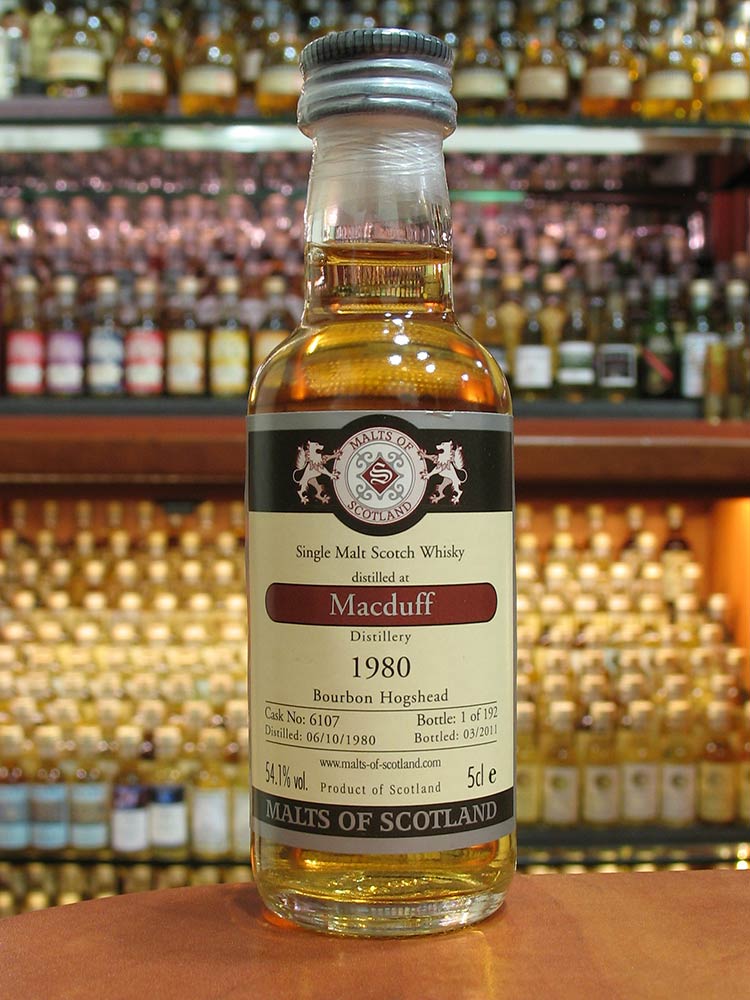 MALTS OF
S
SCOTLAND
Single Malt Scotch Whisky
distilled at
Macduff
Distillery
1980
Bourbon Hogshead
Cask No: 6107 Bottle: 1 of 192
Distilled: 06/10/1980 Bottled: 03/2011
www.malts-of-scotland.com
54.1% vol. Product of Scotland 5cl e
MALTS OF SCOTLAND